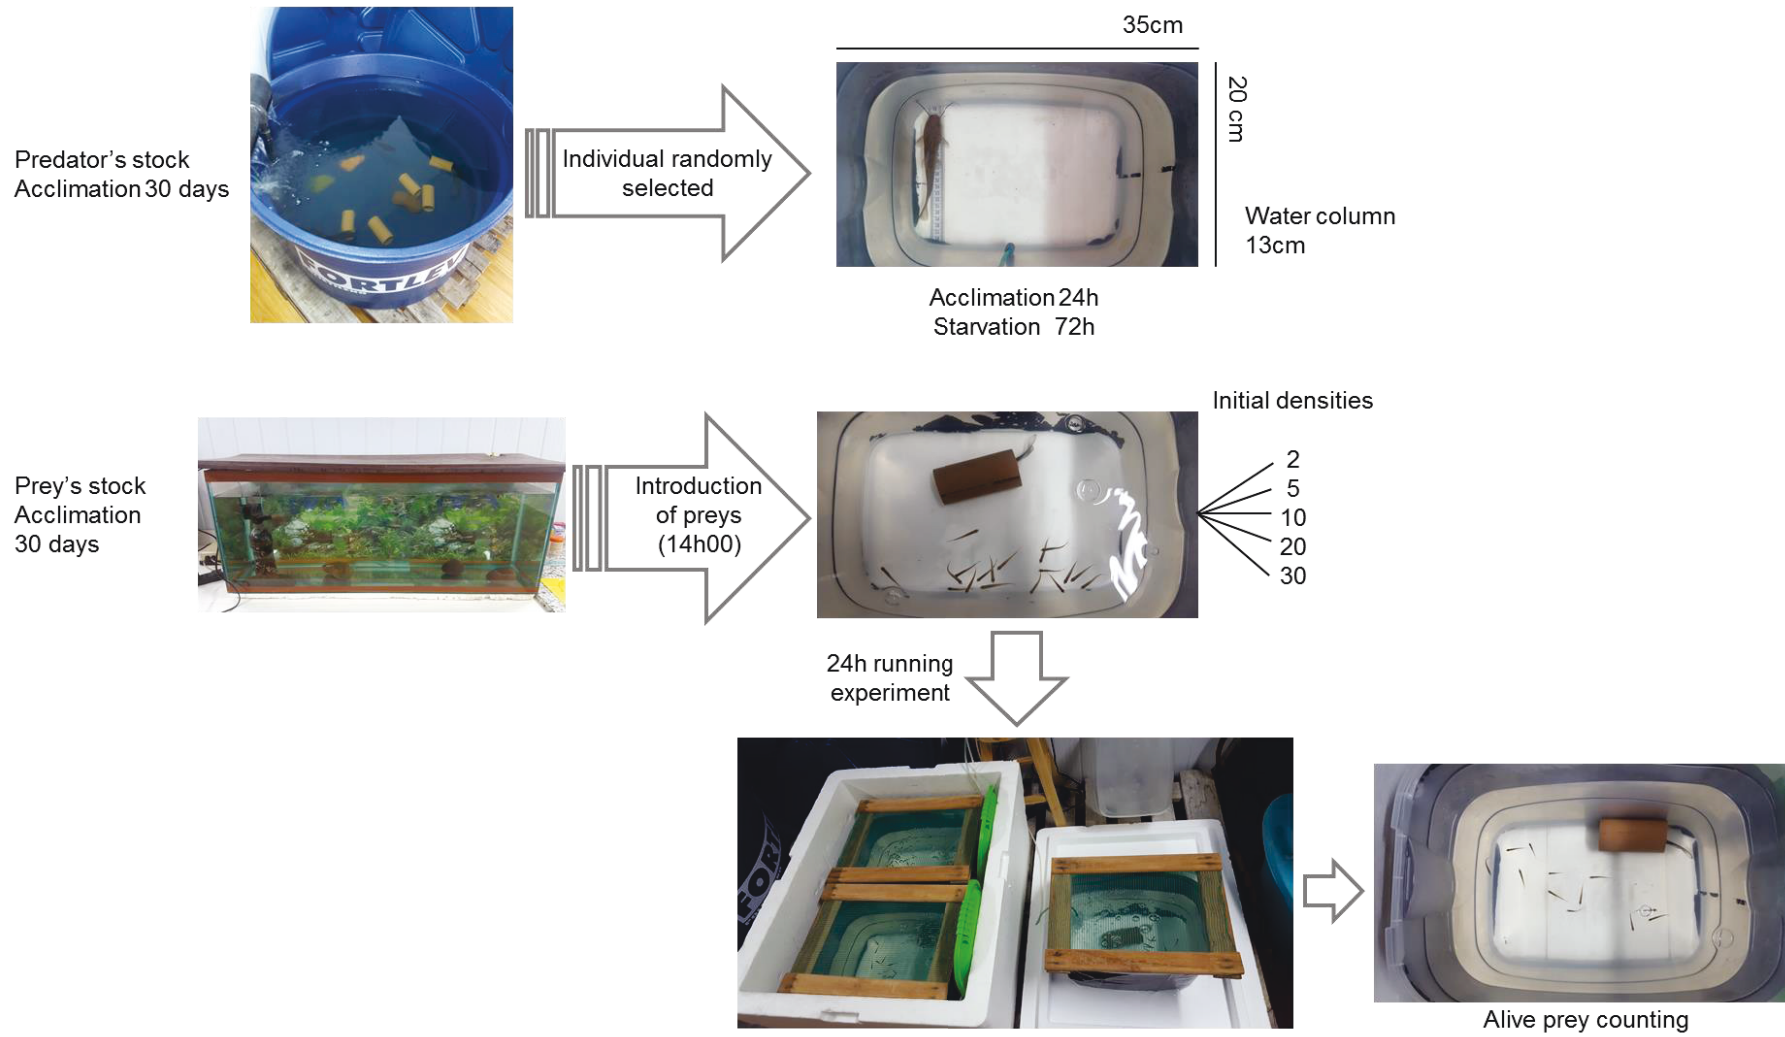 35cm
20 cm
Predator's stock
Acclimation 30 days
Individual randomly
selected
Water column
13cm
FORTLEV
Acclimation 24h
Starvation 72h
Initial densities
Prey's stock
Acclimation
30 days
Introduction
of preys
(14h00)
2
5
10
20
30
24h running
experiment
FORT
Alive prey counting